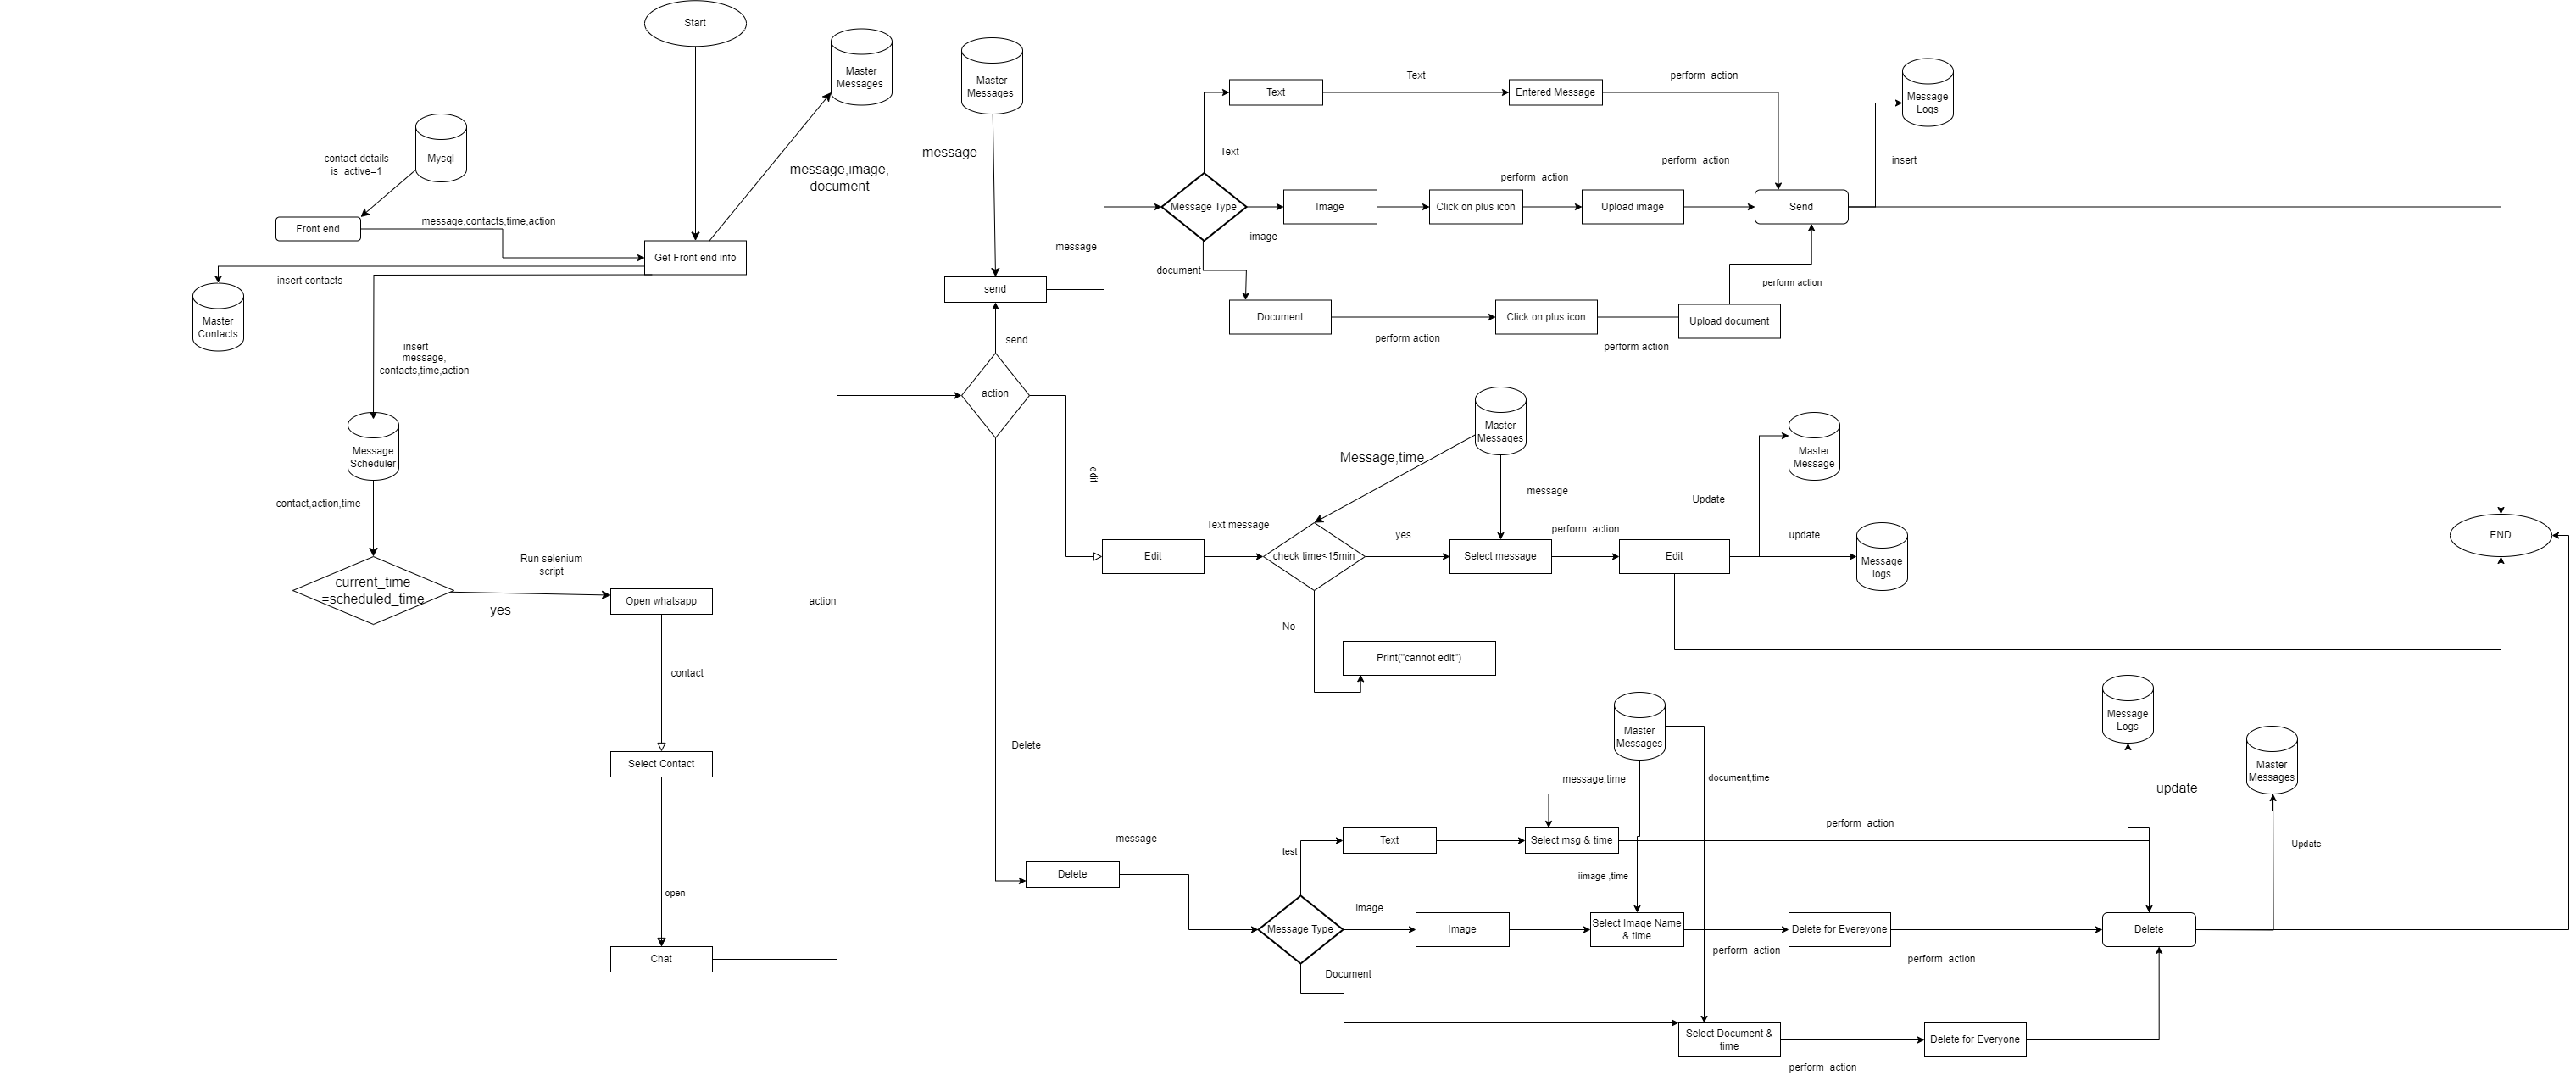 Start
Master
Messages
message,image,
document
Mysql
contact details
is_active=1
Front end
message,contacts,time,action
Get Front end info
insert contacts
Master
Contacts
insert
message,
contacts,time,action
Message
Scheduler
contact,action,time
current_time
=scheduled_time
yes
Run selenium
script
Open whatsapp
contact
Select Contact
open
Chat
action
action
send
send
Master
Messages
message
message
Message Type
Text
Text
Text
Entered Message
perform action
image
Image
Click on plus icon
perform action
Upload image
perform action
Send
insert
Message
Logs
document
Document
perform action
Click on plus icon
perform action
Upload document
perform action
edit
Edit
Text message
check time<15min
Message,time
Master
Messages
message
yes
Select message
perform action
Edit
Update
Master
Message
update
Message
logs
No
Print("cannot edit")
END
Delete
Delete
message
Message Type
test
Text
Select msg & time
message,time
Master
Messages
document,time
iimage ,time
perform action
image
Image
Select Image Name
& time
perform action
Delete for Evereyone
perform action
Delete
Message
Logs
update
Master
Messages
Update
Document
Select Document &
time
perform action
Delete for Everyone